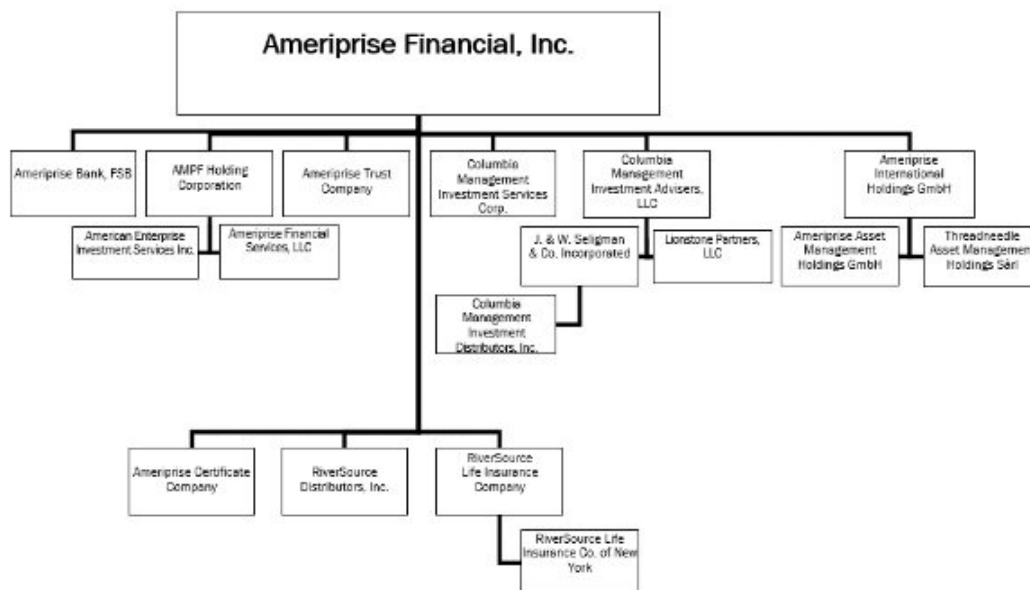 Ameriprise Financial, Inc.
Ameriprise Bank, FSB
AMPF Holding
Corporation
Ameriprise Trust
Company
Columbia
Management
Investment Services
Corp.
Columbia
Management
Investment Advisers,
LLC
Ameriprise
International
Holdings GmbH
American Enterprise
Investment Services Inc.
Ameriprise Financial
Services, LLC
J. & W. Seligman
& Co. Incorporated
Lionstone Partners,
LLC
Ameriprise Asset
Management
Holdings GmbH
Threadneedle
Asset Management
Holdings Sàrl
Columbia
Management
Investment
Distributors, Inc.
Ameriprise Certificate
Company
RiverSource
Distributors, Inc.
RiverSource
Life Insurance
Company
RiverSource Life
Insurance Co. of New
York